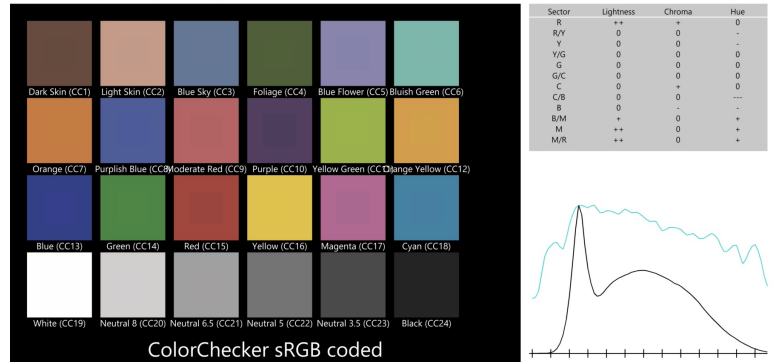 Dark Skin (CC1) Light Skin (CC2) Blue Sky (CC3) Foliage (CC4) Blue Flower (CC5) Bluish Green (CC6)
Orange (CC7) Purplish Blue (CC8) Moderate Red (CC9) Purple (CC10) Yellow Green (CC11) Orange Yellow (CC12)
Blue (CC13) Green (CC14) Red (CC15) Yellow (CC16) Magenta (CC17) Cyan (CC18)
White (CC19) Neutral 8 (CC20) Neutral 6.5 (CC21) Neutral 5 (CC22) Neutral 3.5 (CC23) Black (CC24)
ColorChecker sRGB coded
Sector Lightness Chroma Hue
R ++ + 0
R/Y 0 0 -
Y 0 0 -
Y/G 0 0 0
G 0 0 0
G/C 0 0 0
C 0 + 0
C/B 0 0 ---
B 0 - -
B/M + 0 +
M ++ 0 +
M/R ++ 0 +